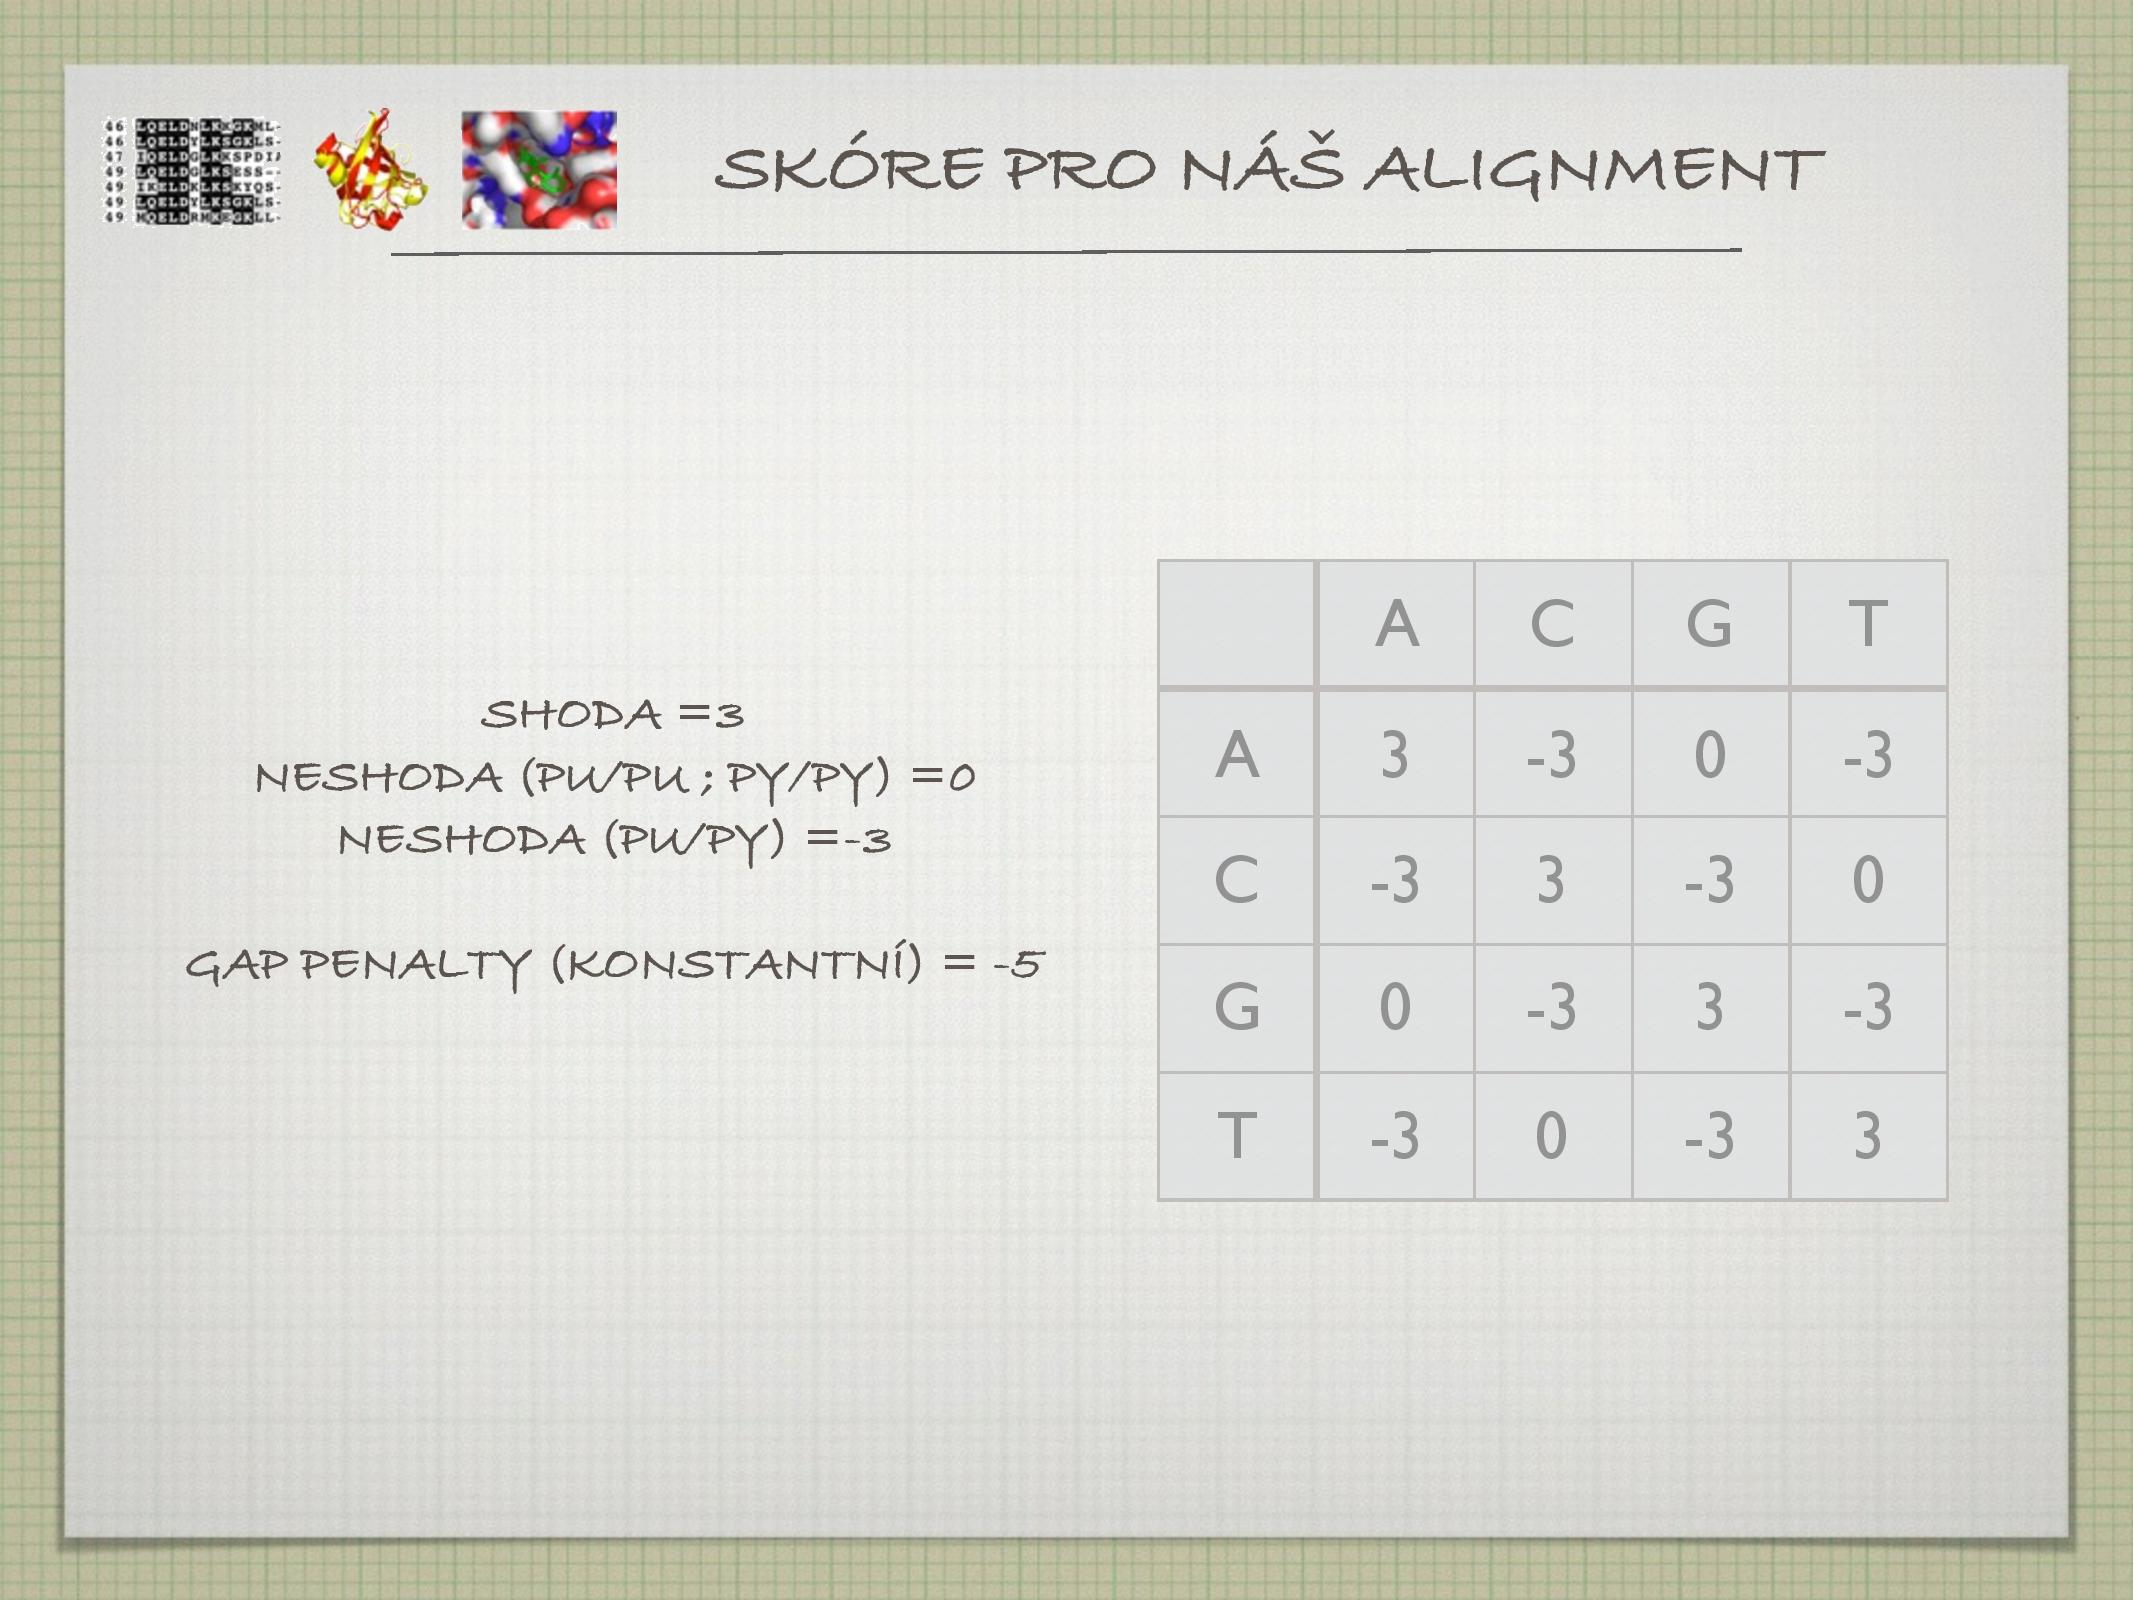 46 LQELDNLKKGKML-
46 LQELDYLKSGKLS-
47 IQELDGLKKSPDI
49 LQELDGLKSESS--
49 IKELDKLKSKYQS-
49 LQELDYLKSGKLS-
49 MQELDRMKEGKLL-
SKÓRE PRO NÁŠ ALIGNMENT
SHODA =3
NESHODA (PU/PU ; PY/PY) =0
NESHODA (PU/PY) =-3
GAP PENALTY (KONSTANTNÍ) = -5
A C G T
A 3 -3 0 -3
C -3 3 -3 0
G 0 -3 3 -3
T -3 0 -3 3